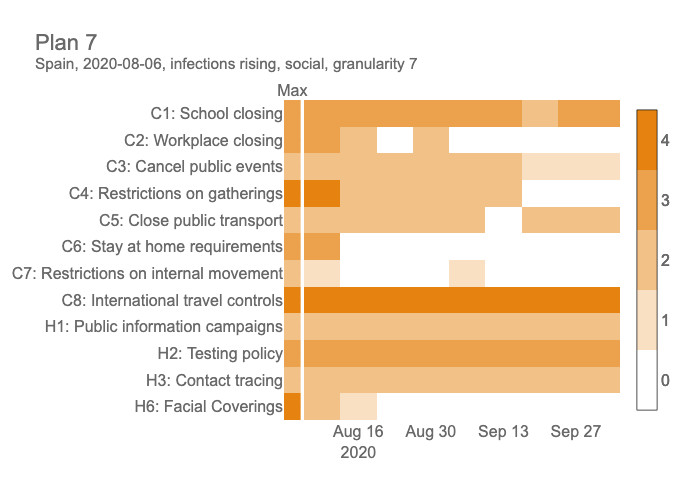 Plan 7
Spain, 2020-08-06, infections rising, social, granularity 7
Max
C1: School closing
C2: Workplace closing
C3: Cancel public events
C4: Restrictions on gatherings
C5: Close public transport
C6: Stay at home requirements
C7: Restrictions on internal movement
C8: International travel controls
H1: Public information campaigns
H2: Testing policy
H3: Contact tracing
H6: Facial Coverings
Aug 16 Aug 30 Sep 13 Sep 27
2020
4
3
2
1
0